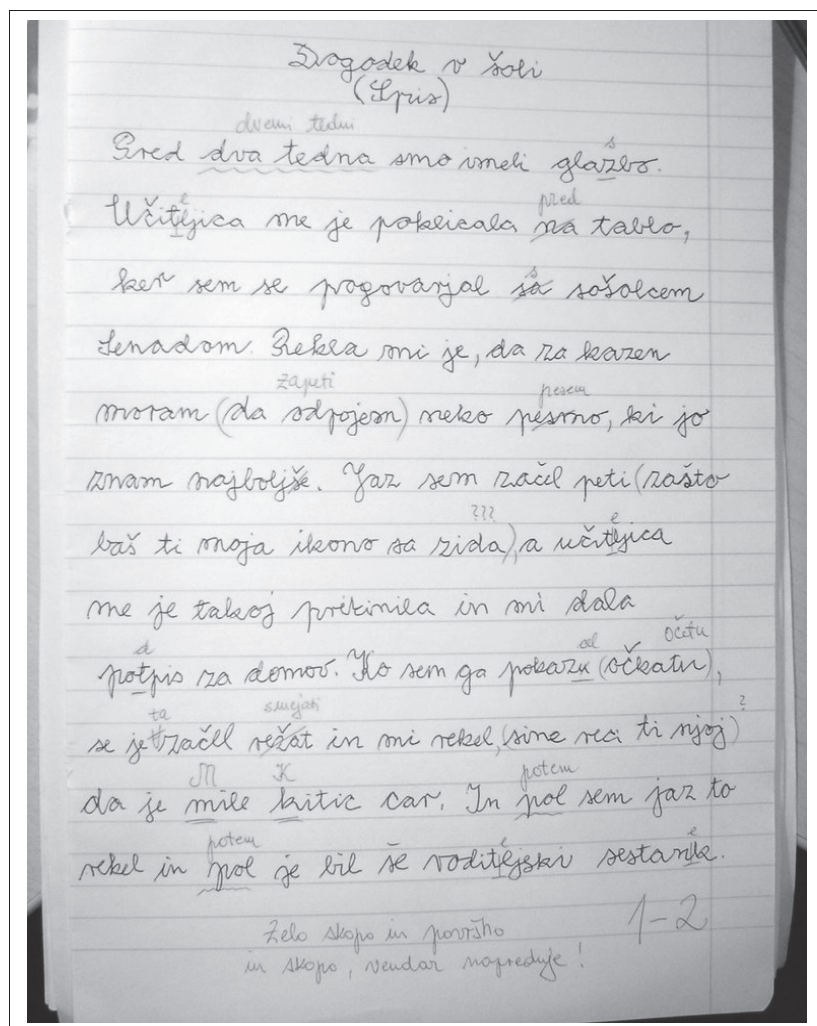 Dogodek v šoli
(Spis)
dvemi tedni
s
Pred dva tedna smo imeli glazbo.
e pred
Učitljica me je poklicala na tablo,
s
ker sem se pogovarjal sa sošolcem
Senadom. Rekla mi je, da za kazen
zapeti pesem
moram (da odpojem) neko pesmo, ki jo
znam najboljše. Jaz sem začel peti (zašto
??? e
baš ti moja ikono sa zida), a učitljica
me je takoj prekinila in mi dala
d al očetu
potpis za domov. Ko sem ga pokazu (očkatu),
ta smejati ?
se je začel režat in mi rekel, (sine reci ti njoj)
M K potem
da je mile kitic car. In pol sem jaz to
potem e e
rekel in pol je bil še roditljski sestank.
Zelo skopo in površno 1-2
in skopo, vendar napreduje!